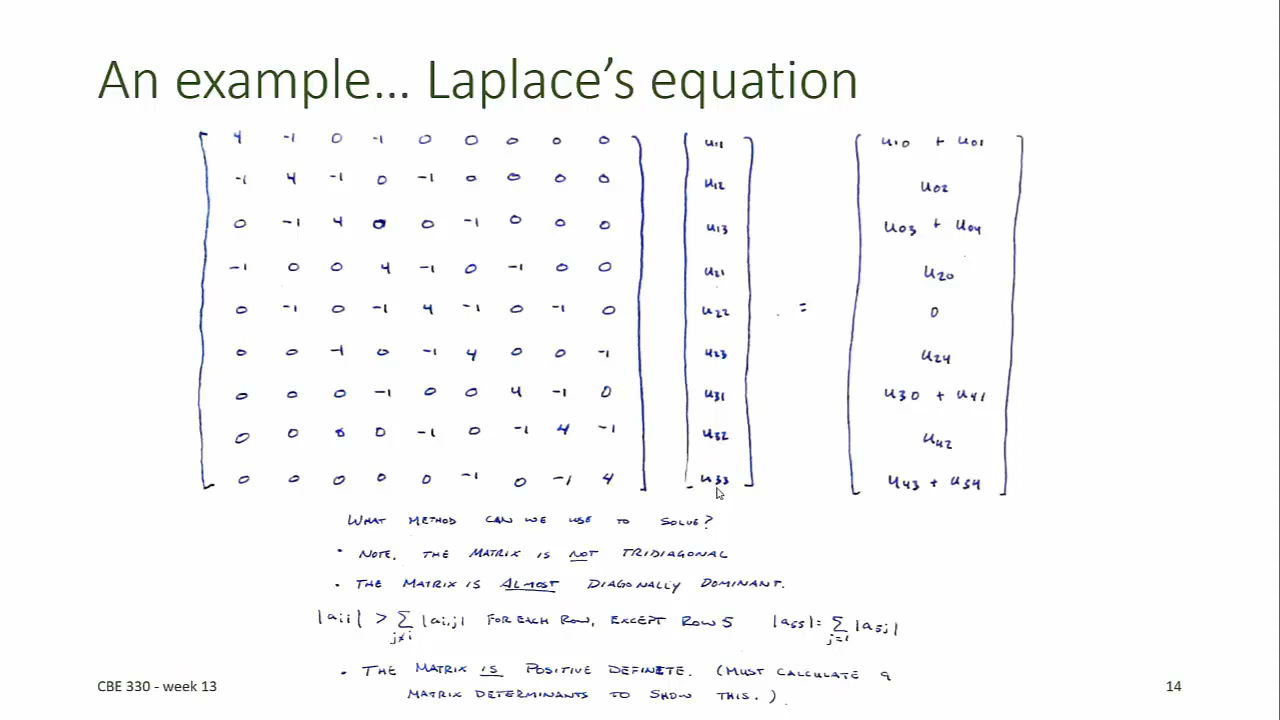 An example... Laplace's equation
4 -1 0 -1 0 0 0 0 0 u11 u10 + u01
-1 4 -1 0 -1 0 0 0 0 u12 u02
0 -1 4 0 0 -1 0 0 0 u13 u03 + u04
-1 0 0 4 -1 0 -1 0 0 u21 u20
0 -1 0 -1 4 -1 0 -1 0 u22 = 0
0 0 -1 0 -1 4 0 0 -1 u23 u24
0 0 0 -1 0 0 4 -1 0 u31 u30 + u41
0 0 0 0 -1 0 -1 4 -1 u32 u42
0 0 0 0 0 -1 0 -1 4 u33 u43 + u34
WHAT METHOD CAN WE USE TO SOLVE?
• NOTE. THE MATRIX IS NOT TRIDIAGONAL
• THE MATRIX IS ALMOST DIAGONALLY DOMINANT.
|aii| > Σ j≠i |ai,j| FOR EACH ROW, EXCEPT ROW 5 |a55| = Σ j=1 |a5j|
• THE MATRIX IS POSITIVE DEFINETE. (MUST CALCULATE 9
MATRIX DETERMINANTS TO SHOW THIS.)
CBE 330 - week 13
14